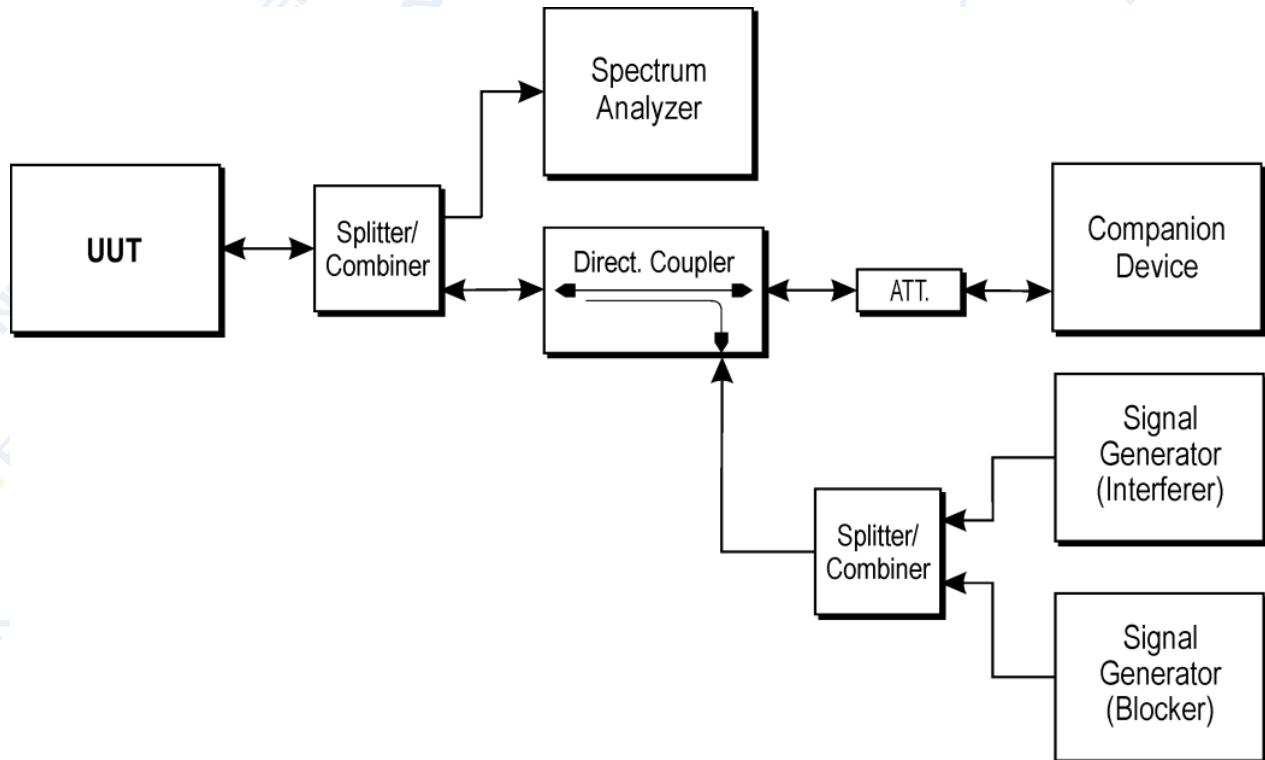 Spectrum
Analyzer
UUT
Splitter/
Combiner
Direct. Coupler
ATT.
Companion
Device
Signal
Generator
(Interferer)
Splitter/
Combiner
Signal
Generator
(Blocker)